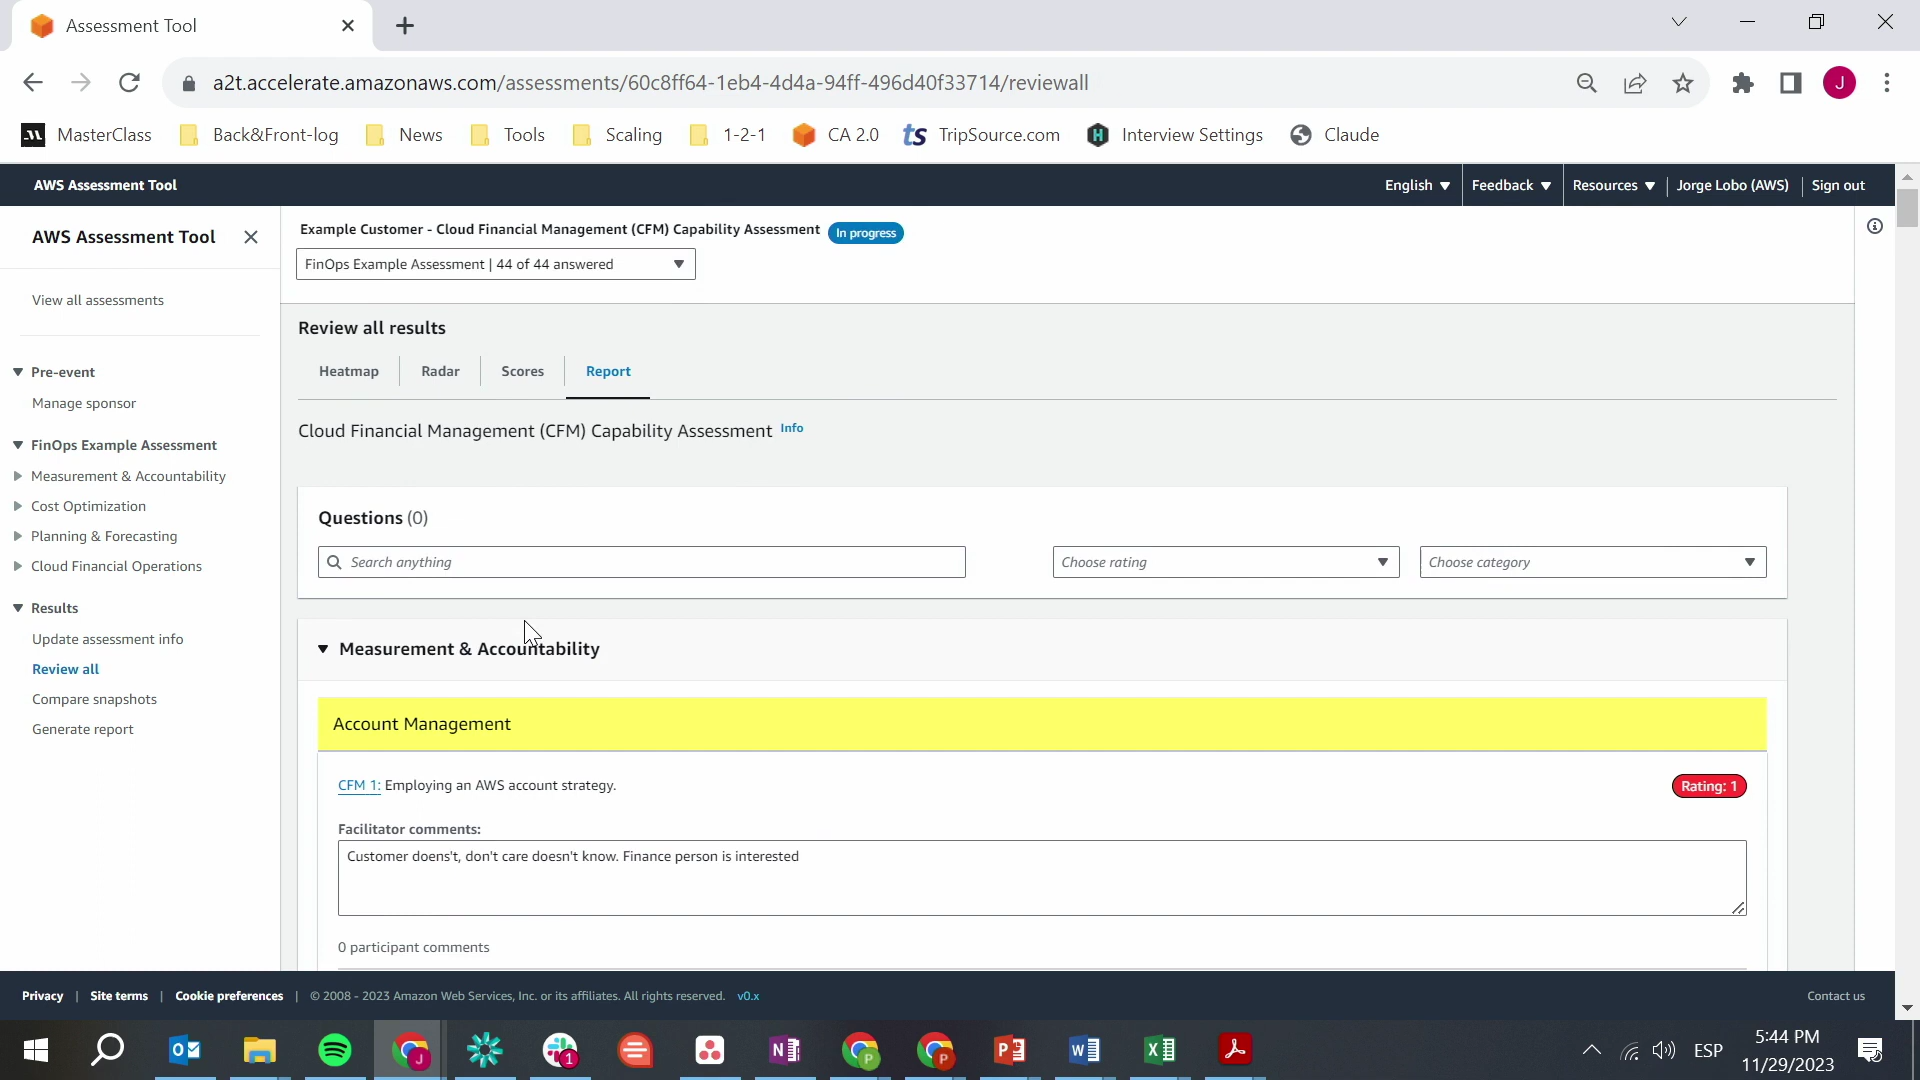 Assessment Tool
a2t.accelerate.amazonaws.com/assessments/60c8ff64-1eb4-4d4a-94ff-496d40f33714/reviewall
J
MasterClass Back&Front-log News Tools Scaling 1-2-1 CA 2.0 ts TripSource.com H Interview Settings Claude
AWS Assessment Tool English Feedback Resources Jorge Lobo (AWS) Sign out
AWS Assessment Tool
View all assessments
Pre-event
Manage sponsor
FinOps Example Assessment
Measurement & Accountability
Cost Optimization
Planning & Forecasting
Cloud Financial Operations
Results
Update assessment info
Review all
Compare snapshots
Generate report
Example Customer - Cloud Financial Management (CFM) Capability Assessment In progress
FinOps Example Assessment | 44 of 44 answered
Review all results
Heatmap Radar Scores Report
Cloud Financial Management (CFM) Capability Assessment Info
Questions (0)
Search anything Choose rating Choose category
Measurement & Accountability
Account Management
CFM 1: Employing an AWS account strategy. Rating: 1
Facilitator comments:
Customer doens't, don't care doesn't know. Finance person is interested
0 participant comments
Privacy | Site terms | Cookie preferences | © 2008 - 2023 Amazon Web Services, Inc. or its affiliates. All rights reserved. v0.x Contact us
ESP
5:44 PM
11/29/2023